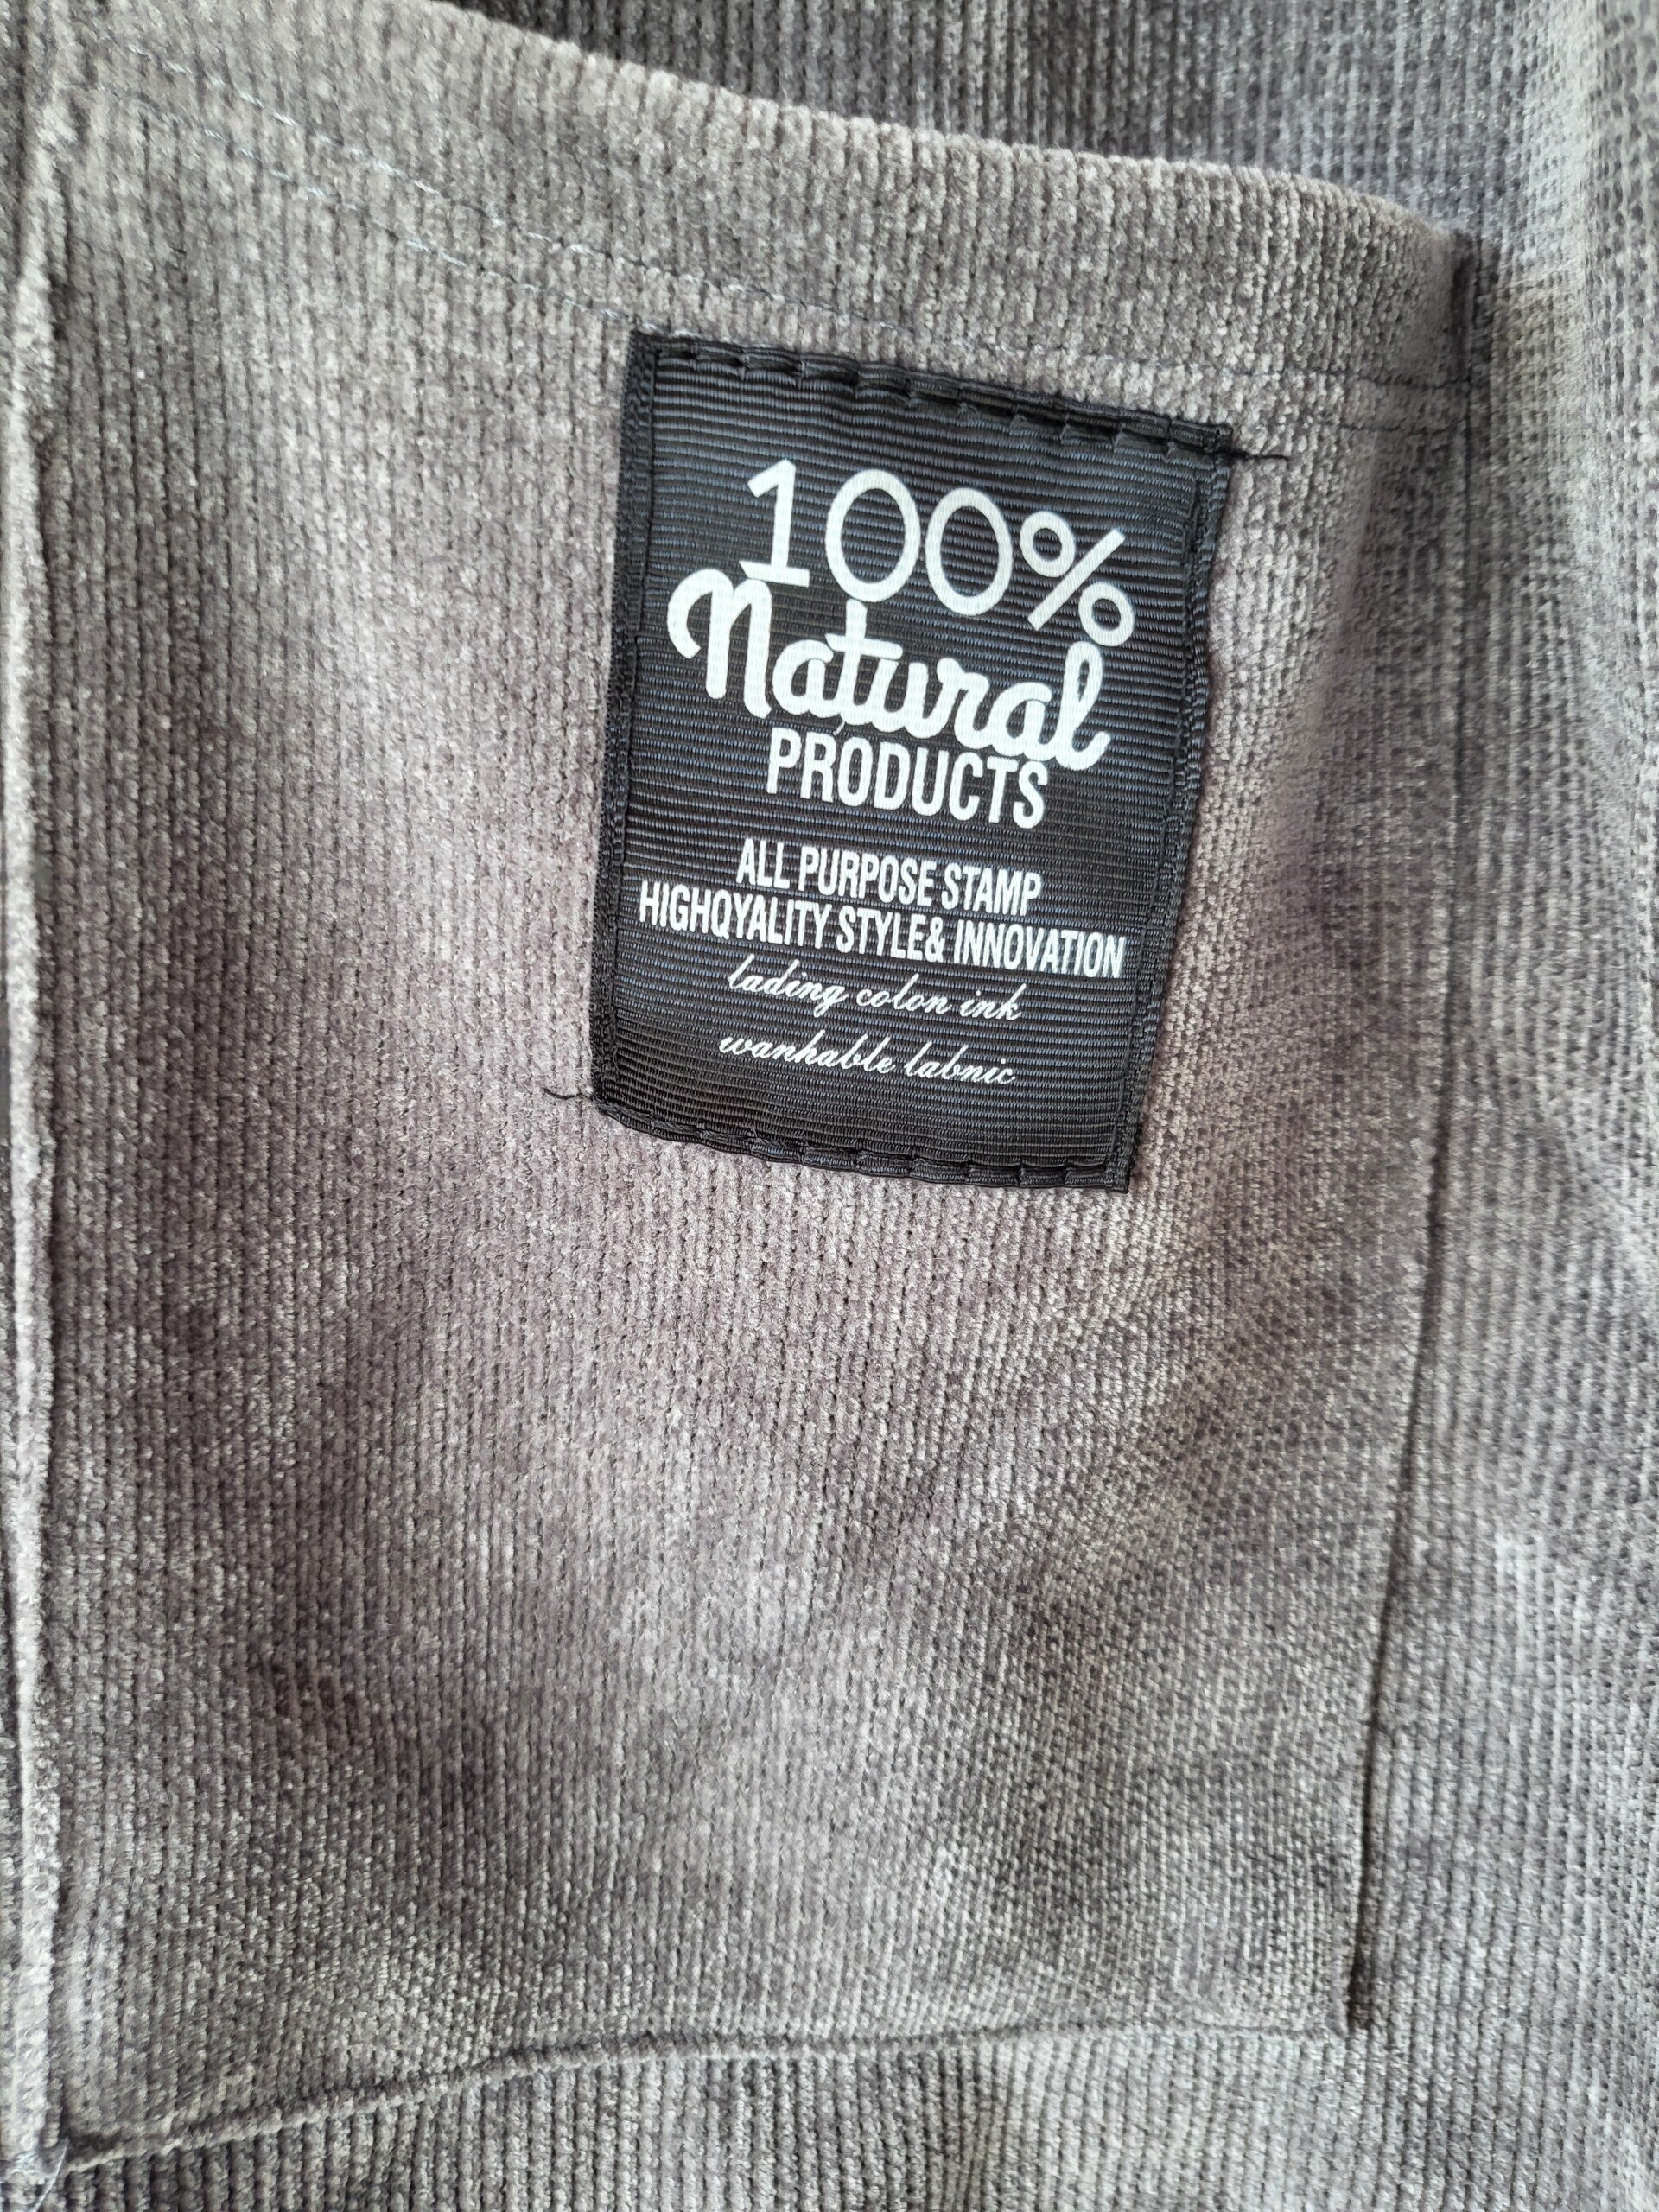 100%
Natural
PRODUCTS
ALL PURPOSE STAMP
HIGHQYALITY STYLE& INNOVATION
lading colon ink
wanhable labnic